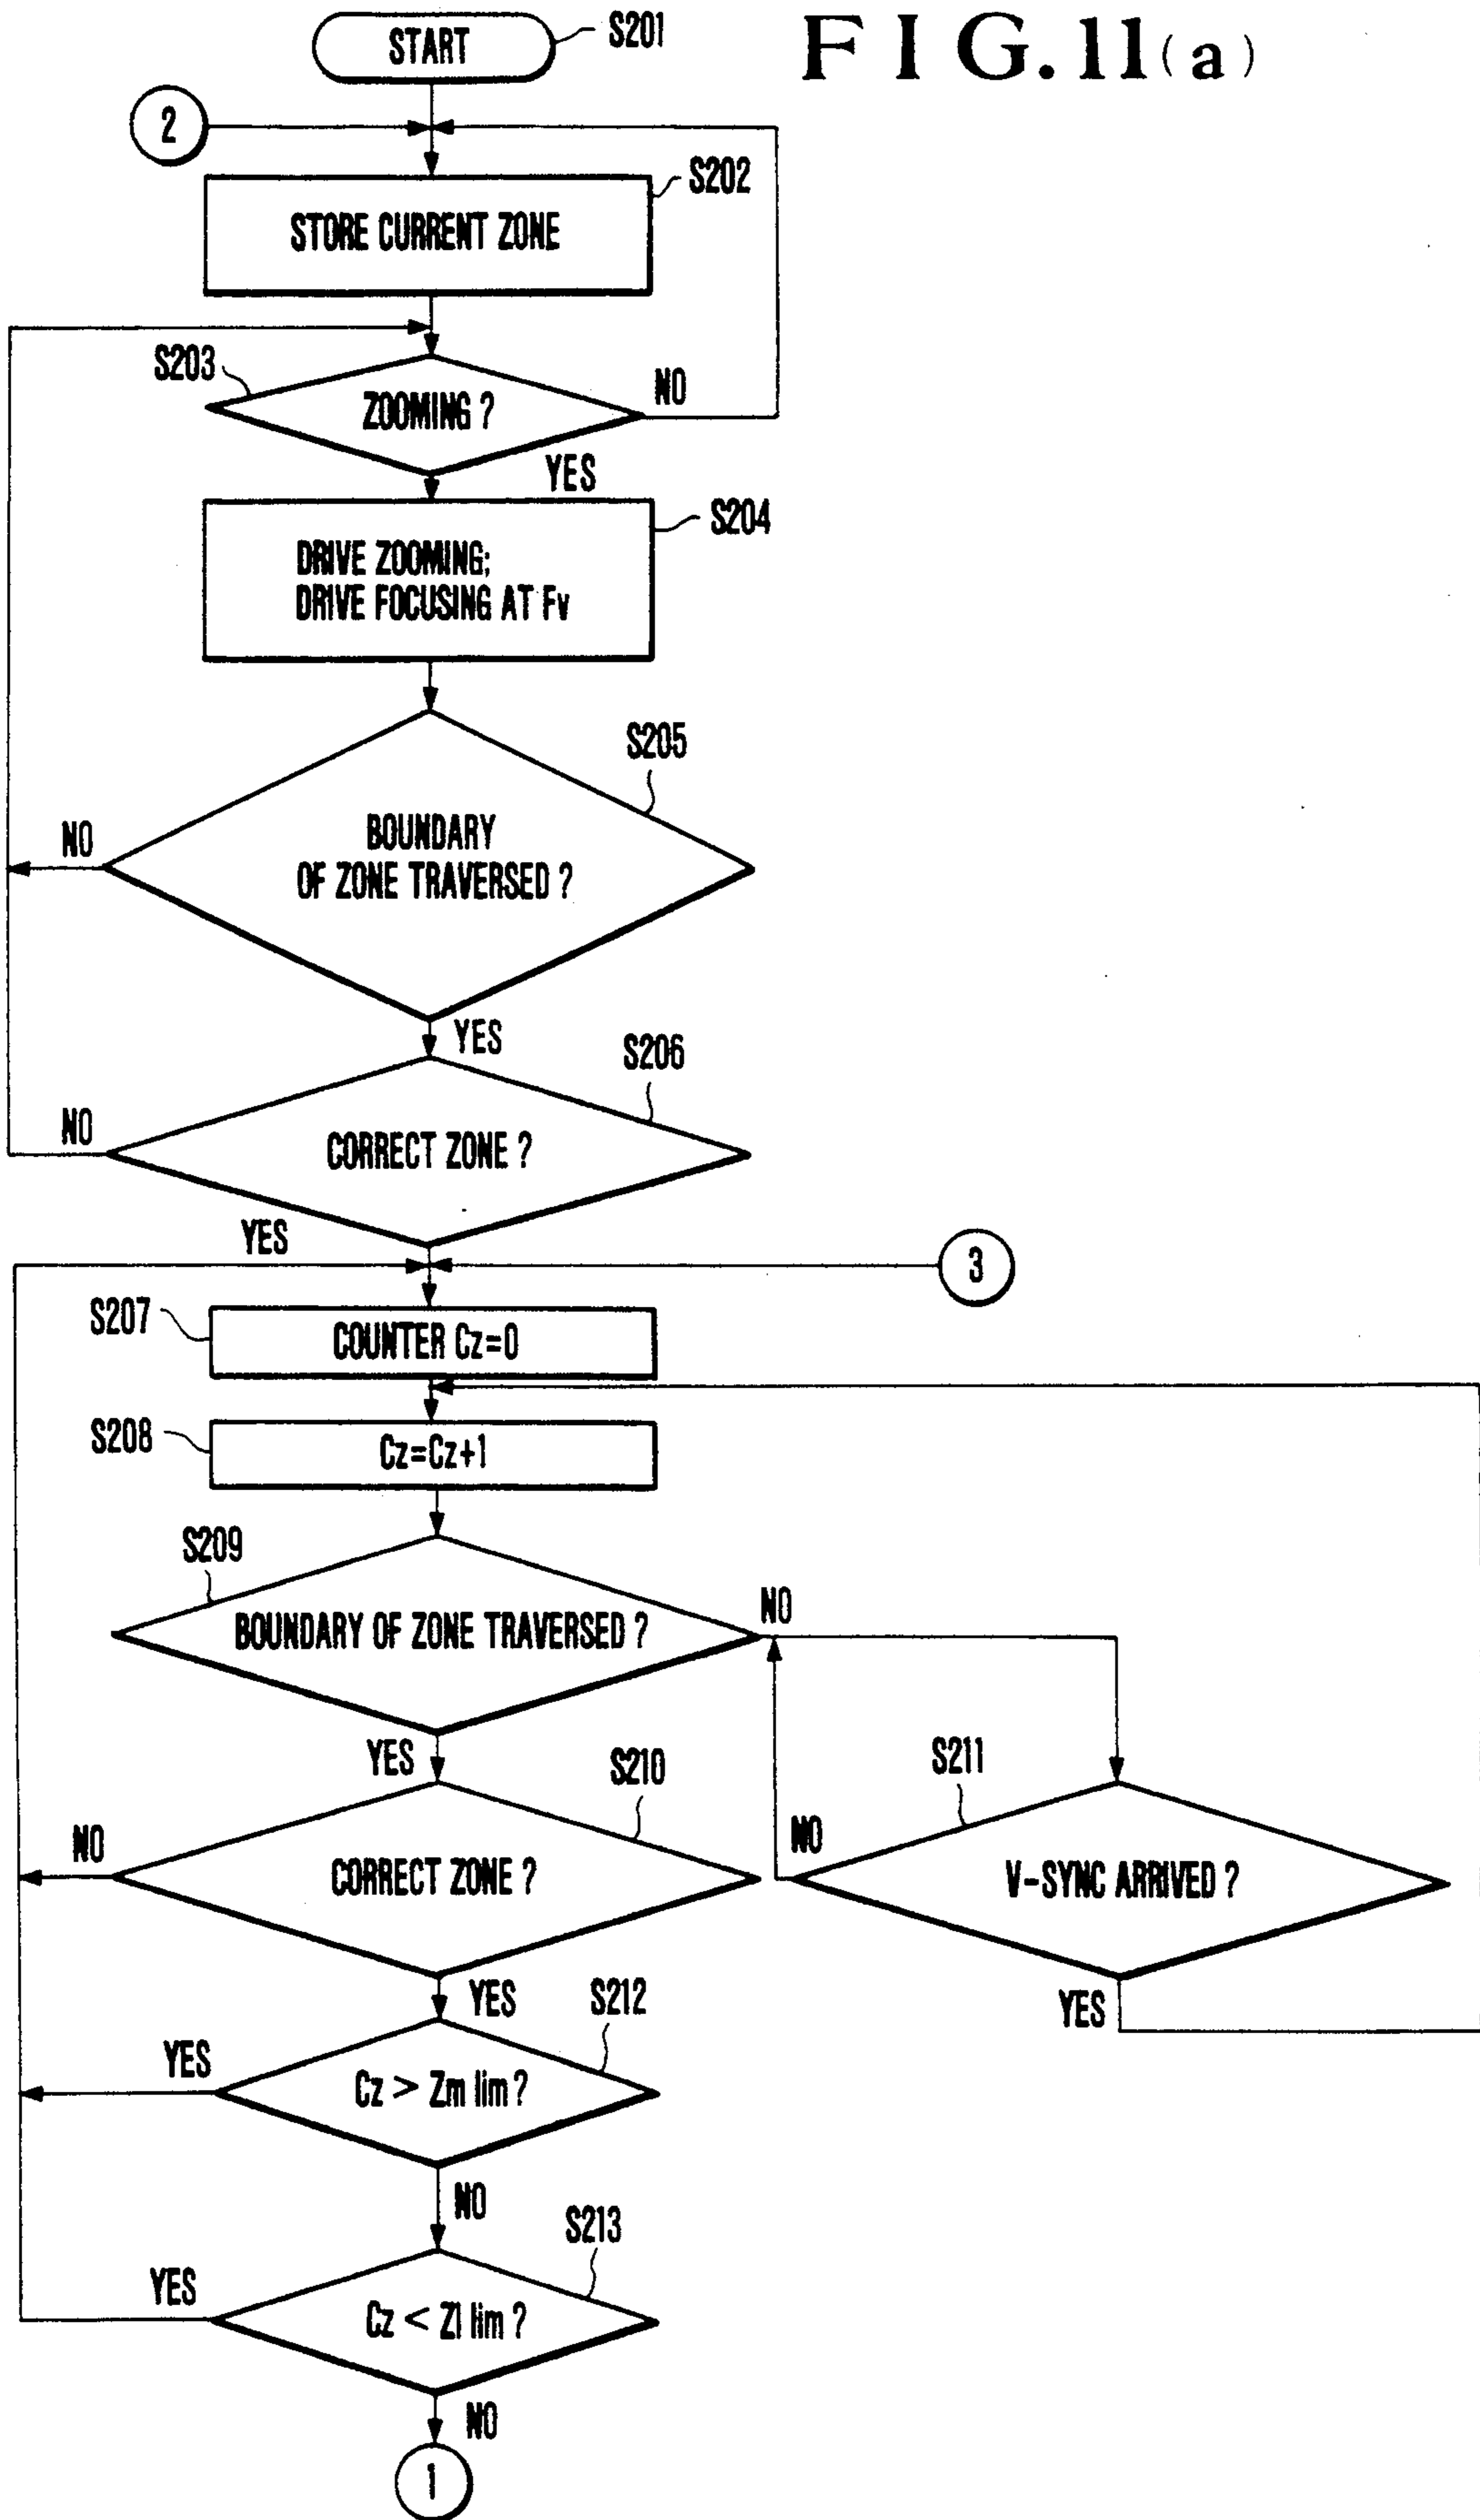 FIG.11(a)
START
S201
2
S202
STORE CURRENT ZONE
S203
ZOOMING ?
NO
YES
S204
DRIVE ZOOMING;
DRIVE FOCUSING AT Fv
S205
BOUNDARY
OF ZONE TRAVERSED ?
NO
YES
S206
CORRECT ZONE ?
NO
YES
3
S207
COUNTER Cz=0
S208
Cz=Cz+1
S209
BOUNDARY OF ZONE TRAVERSED ?
NO
YES
S210
S211
CORRECT ZONE ?
NO
NO
V-SYNC ARRIVED ?
YES
YES
S212
Cz > Zm lim ?
YES
NO
S213
Cz < Zl lim ?
YES
NO
1